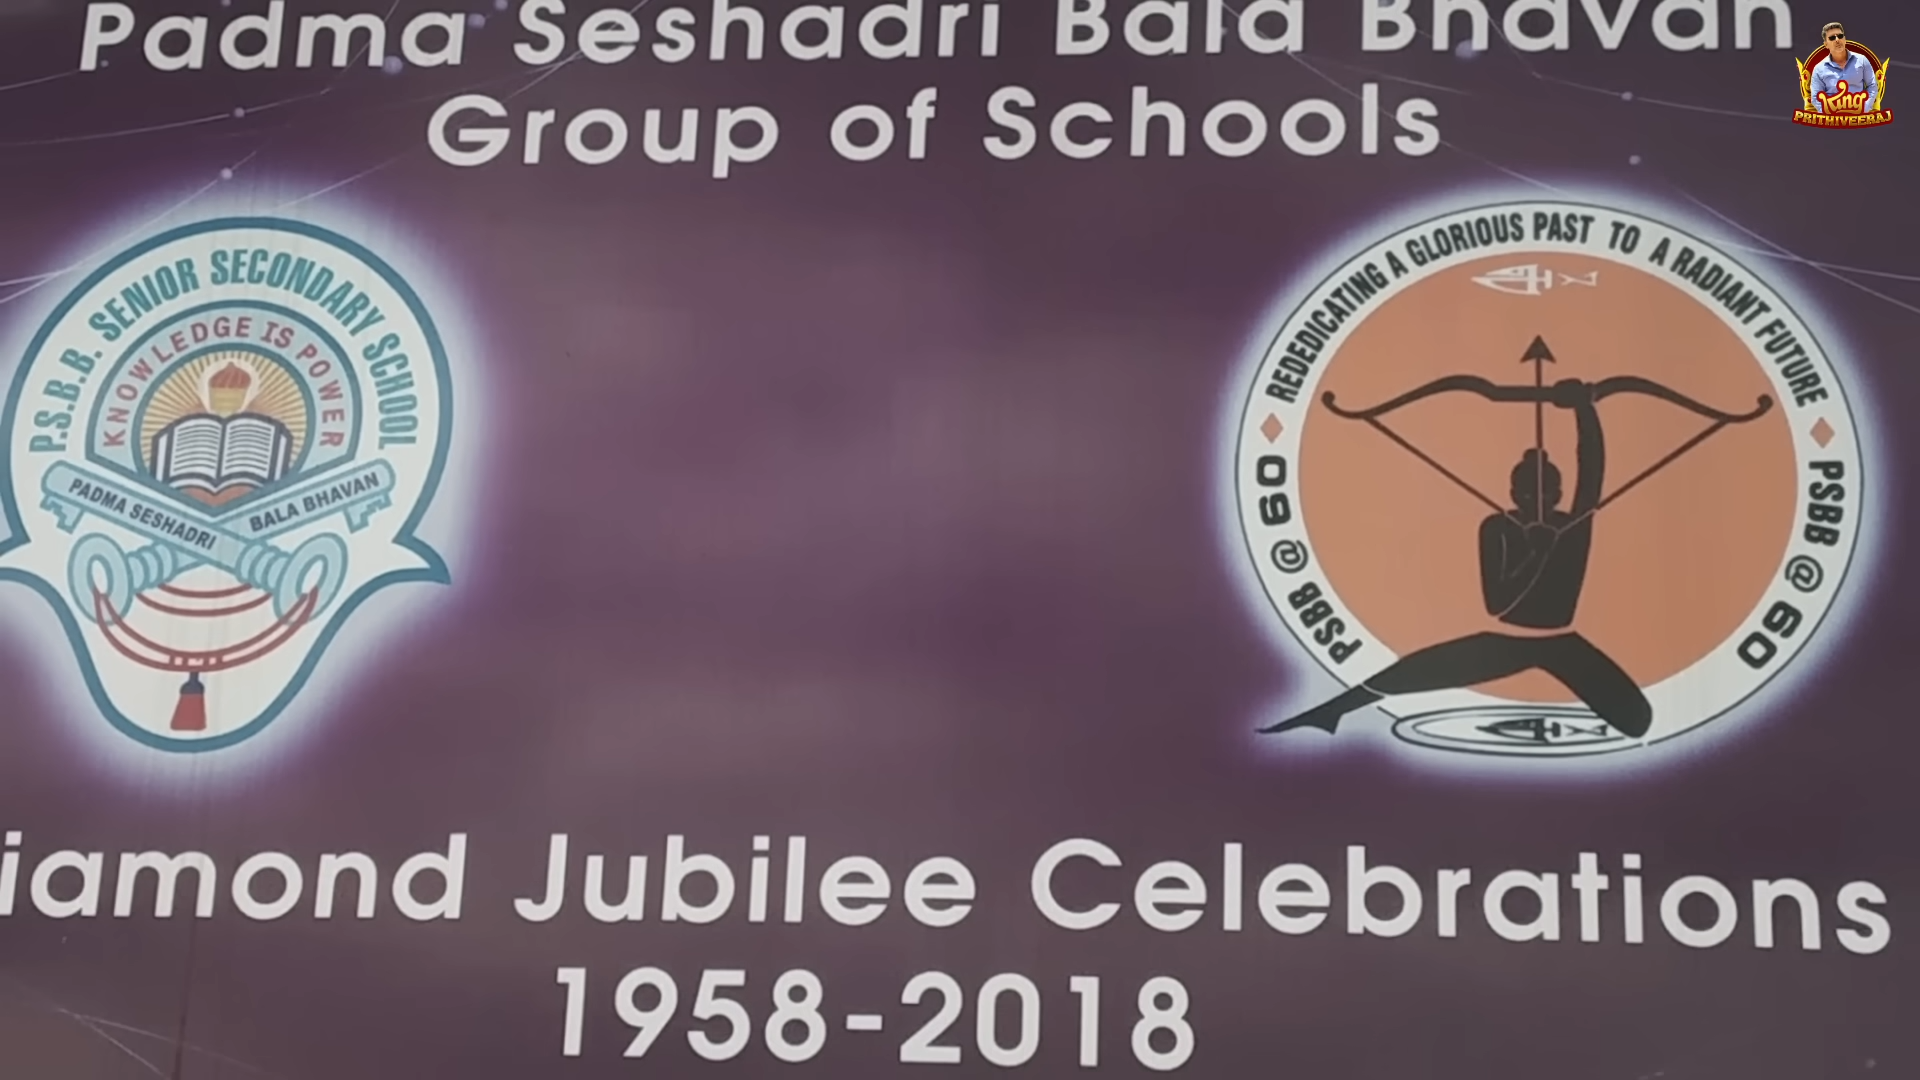 Padma Seshadri Bala Bhavan
Group of Schools
King
PRITHIVEERAJ
P.S.B.B. SENIOR SECONDARY SCHOOL
KNOWLEDGE IS POWER
PADMA SESHADRI
BALA BHAVAN
REDEDICATING A GLORIOUS PAST TO A RADIANT FUTURE
PSBB @ 60
PSBB @ 60
iamond Jubilee Celebrations
1958-2018